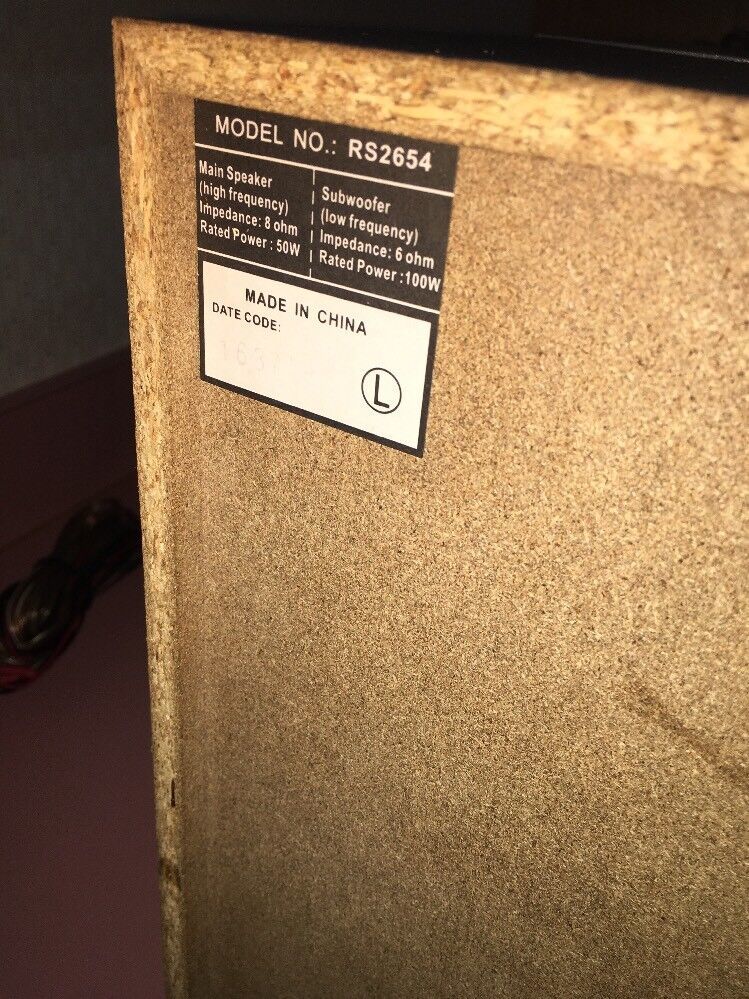 MODEL NO.: RS2654
Main Speaker
(high frequency)
Impedance: 8 ohm
Rated Power : 50W
Subwoofer
(low frequency)
Impedance: 6 ohm
Rated Power :100W
MADE IN CHINA
DATE CODE:
L